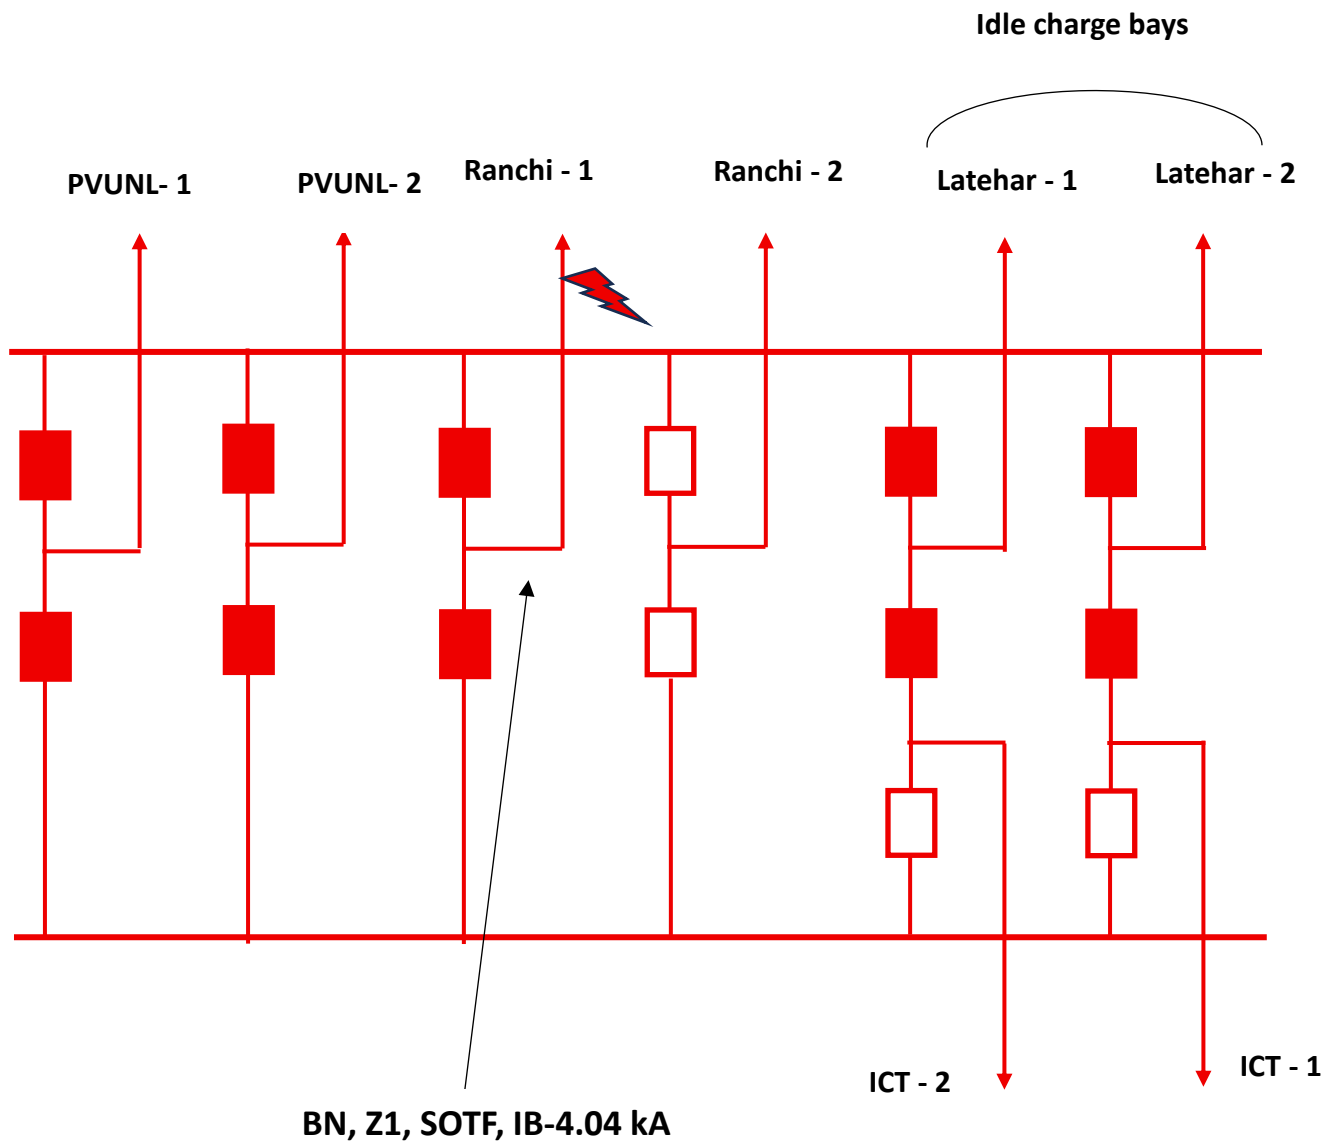 Idle charge bays
PVUNL- 1
PVUNL- 2
Ranchi - 1
Ranchi - 2
Latehar - 1
Latehar - 2
ICT - 2
ICT - 1
BN, Z1, SOTF, IB-4.04 kA